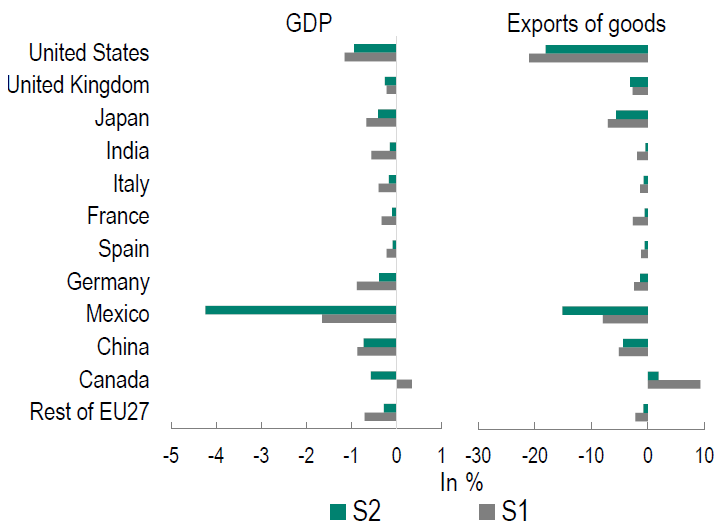 GDP
Exports of goods
United States
United Kingdom
Japan
India
Italy
France
Spain
Germany
Mexico
China
Canada
Rest of EU27
-5 -4 -3 -2 -1 0 1
-30 -20 -10 0 10
In %
S2 S1